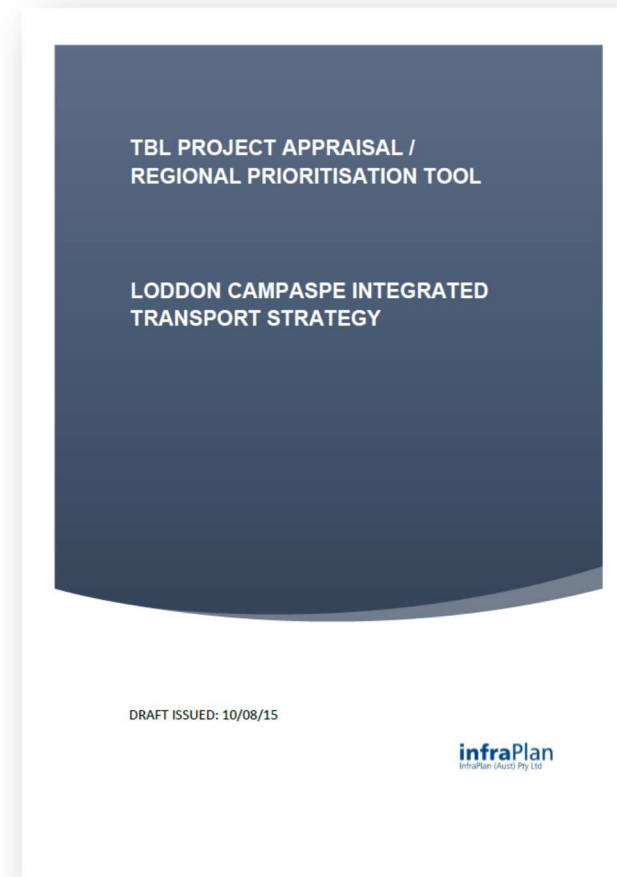 TBL PROJECT APPRAISAL /
REGIONAL PRIORITISATION TOOL
LODDON CAMPASPE INTEGRATED
TRANSPORT STRATEGY
DRAFT ISSUED: 10/08/15
infraPlan
InfraPlan (Aust) Pty Ltd